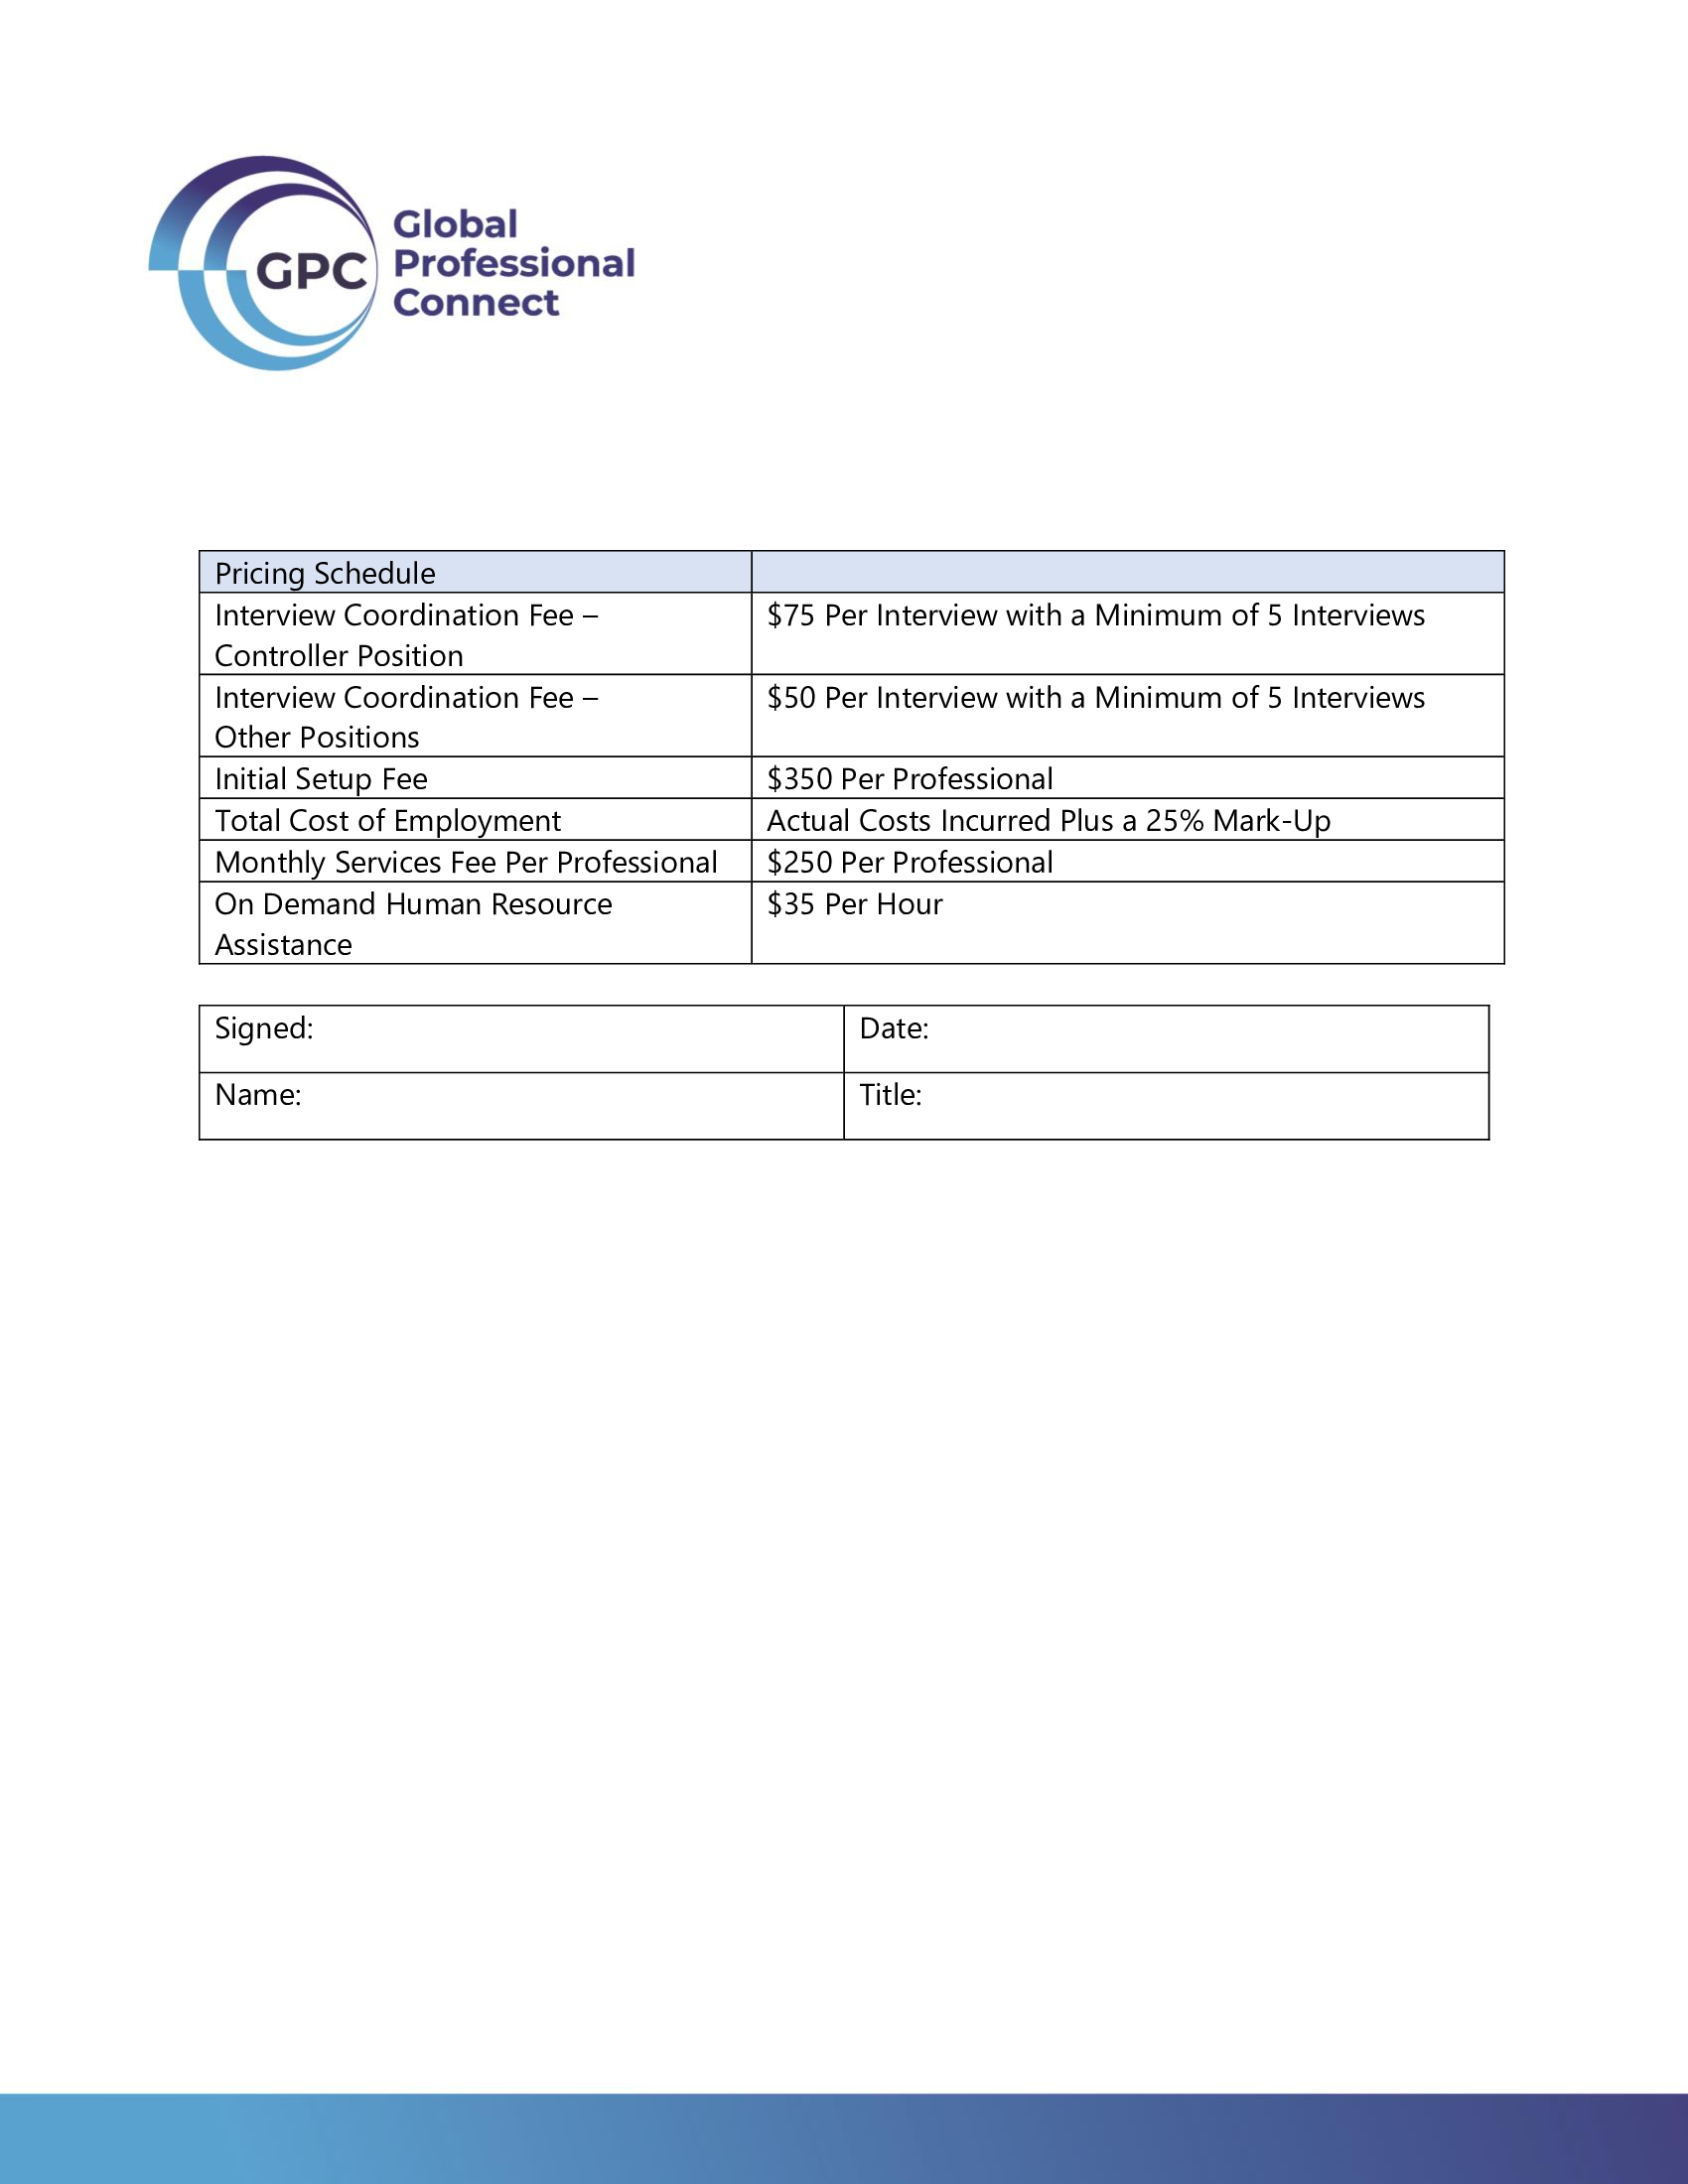 GPC
Global
Professional
Connect
Pricing Schedule
Interview Coordination Fee –
Controller Position
$75 Per Interview with a Minimum of 5 Interviews
Interview Coordination Fee –
Other Positions
$50 Per Interview with a Minimum of 5 Interviews
Initial Setup Fee
$350 Per Professional
Total Cost of Employment
Actual Costs Incurred Plus a 25% Mark-Up
Monthly Services Fee Per Professional
$250 Per Professional
On Demand Human Resource
Assistance
$35 Per Hour
Signed:
Date:
Name:
Title: